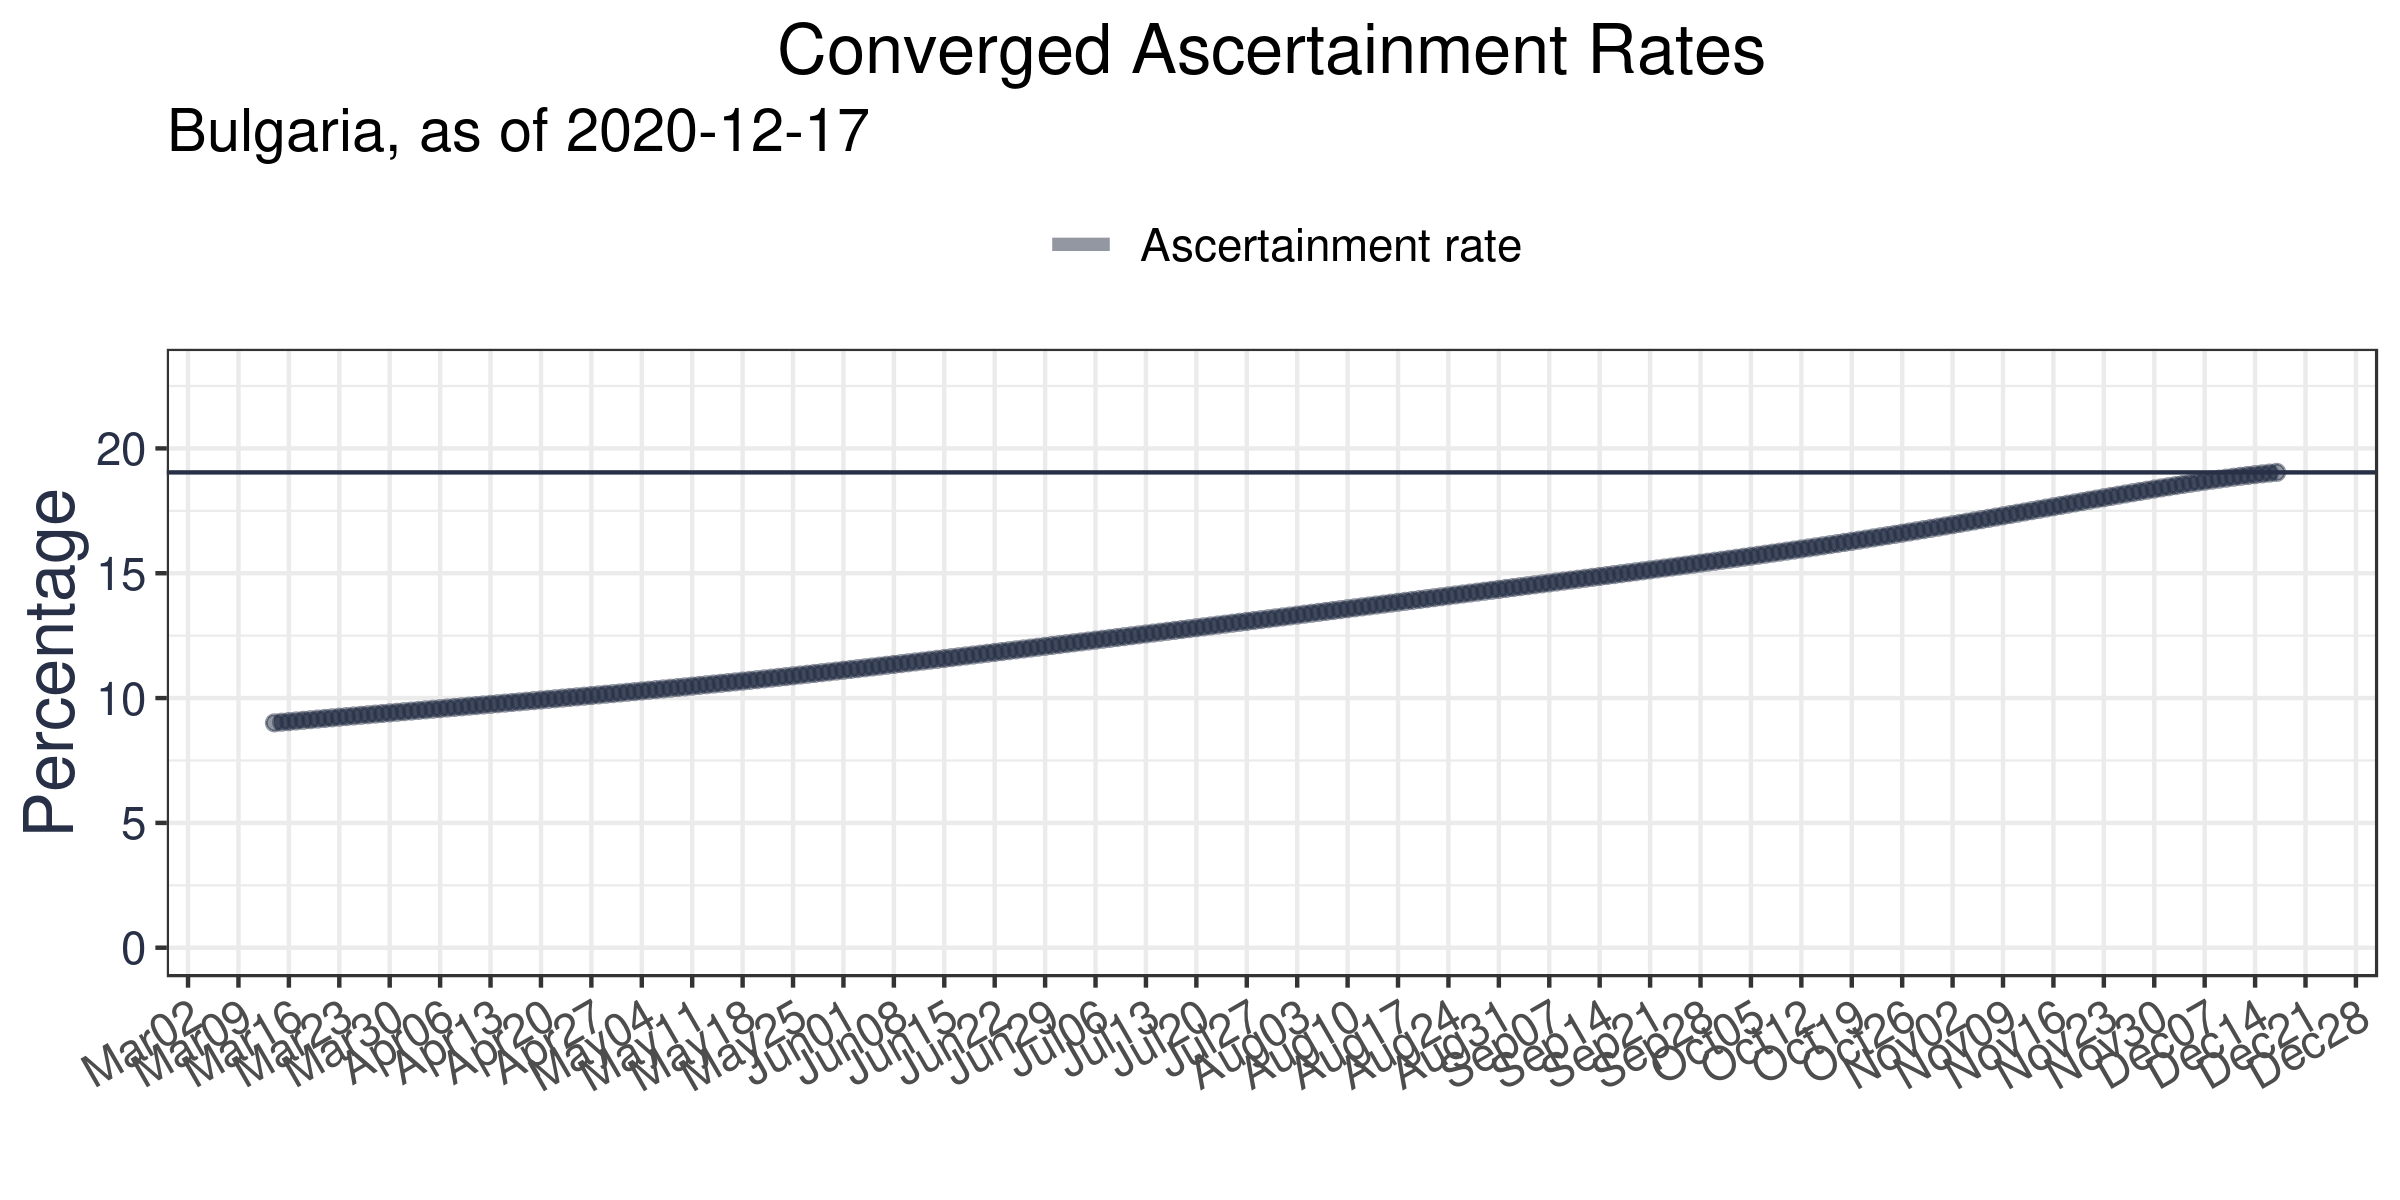 Converged Ascertainment Rates
Bulgaria, as of 2020-12-17
Ascertainment rate
Percentage
20
15
10
5
0
Mar02
Mar09
Mar16
Mar23
Mar30
Apr06
Apr13
Apr20
Apr27
May04
May11
May18
May25
Jun01
Jun08
Jun15
Jun22
Jun29
Jul06
Jul13
Jul20
Jul27
Aug03
Aug10
Aug17
Aug24
Aug31
Sep07
Sep14
Sep21
Sep28
Oct05
Oct12
Oct19
Oct26
Nov02
Nov09
Nov16
Nov23
Nov30
Dec07
Dec14
Dec21
Dec28